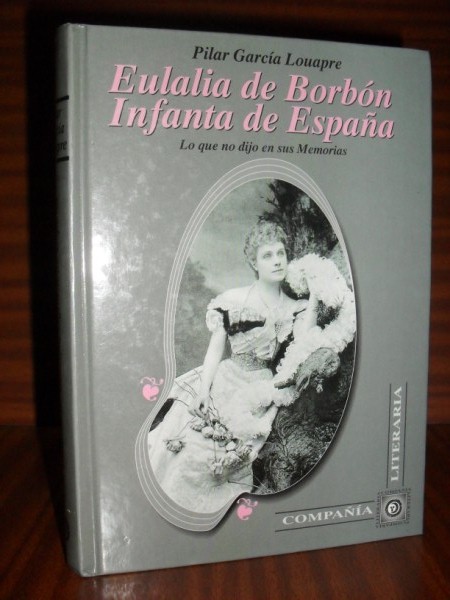 Pilar García Louapre
Eulalia de Borbón
Infanta de España
Lo que no dijo en sus Memorias
COMPAÑÍA
LITERARIA